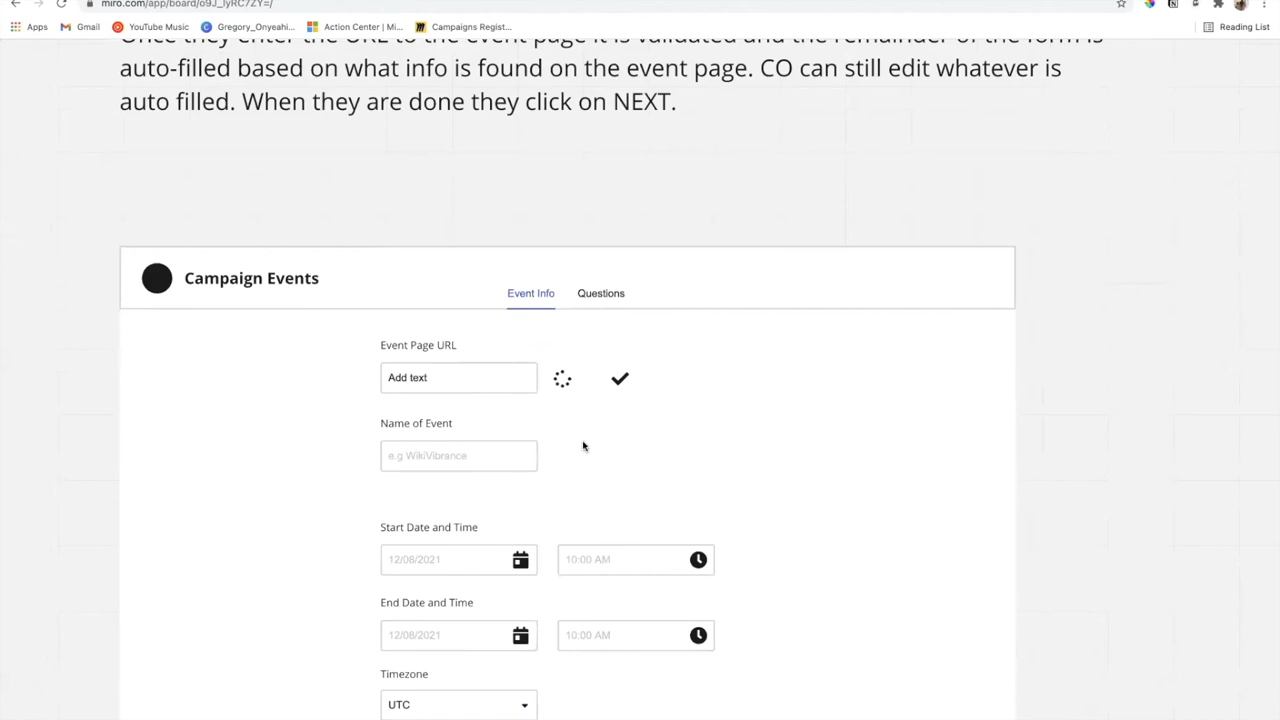 miro.com/app/board/o9J_lyRC7ZY=/
Apps Gmail YouTube Music Gregory_Onyeahi... Action Center | Mi... Campaigns Regist... Reading List
Once they enter the URL to the event page it is validated and the remainder of the form is
auto-filled based on what info is found on the event page. CO can still edit whatever is
auto filled. When they are done they click on NEXT.
Campaign Events
Event Info Questions
Event Page URL
Add text
Name of Event
e.g WikiVibrance
Start Date and Time
12/08/2021 10:00 AM
End Date and Time
12/08/2021 10:00 AM
Timezone
UTC